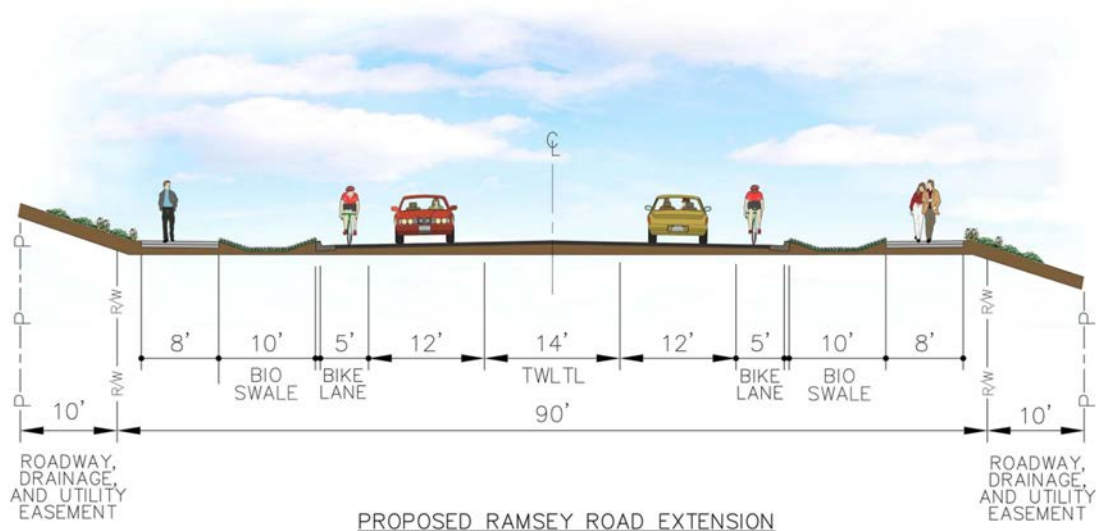 ℄
P
P
R/W
R/W
P
P
R/W
R/W
P
P
8'
10'
5'
12'
14'
12'
5'
10'
8'
BIO
SWALE
BIKE
LANE
TWLTL
BIKE
LANE
BIO
SWALE
10'
90'
10'
ROADWAY,
DRAINAGE,
AND UTILITY
EASEMENT
ROADWAY,
DRAINAGE,
AND UTILITY
EASEMENT
PROPOSED RAMSEY ROAD EXTENSION